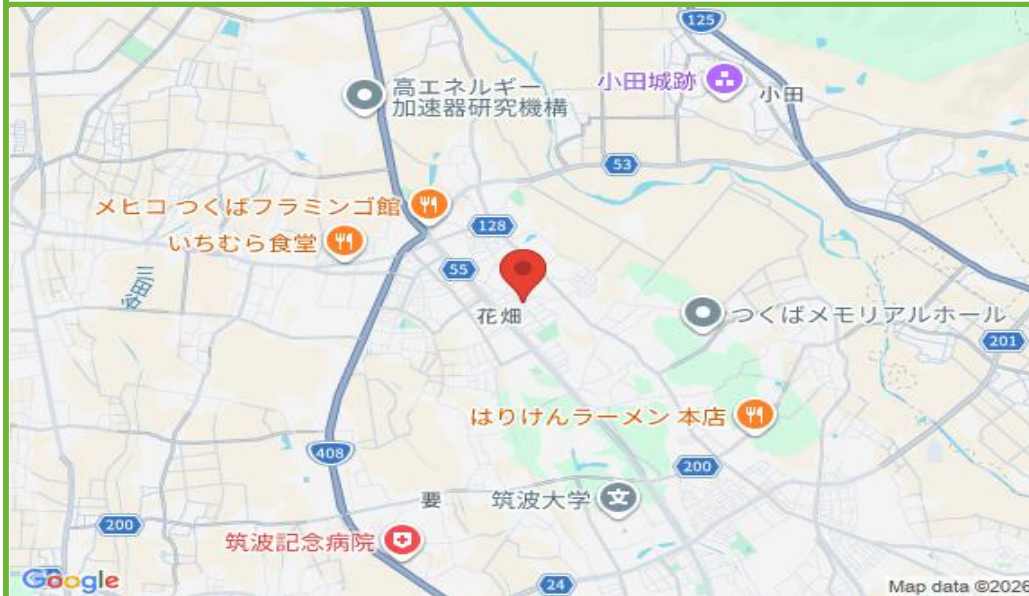 125
高エネルギー
加速器研究機構
小田城跡
小田
53
メヒコ つくばフラミンゴ館
128
いちむら食堂
55
花畑
つくばメモリアルホール
201
はりけんラーメン 本店
408
200
要
筑波大学
200
筑波記念病院
24
Google
Map data ©2026